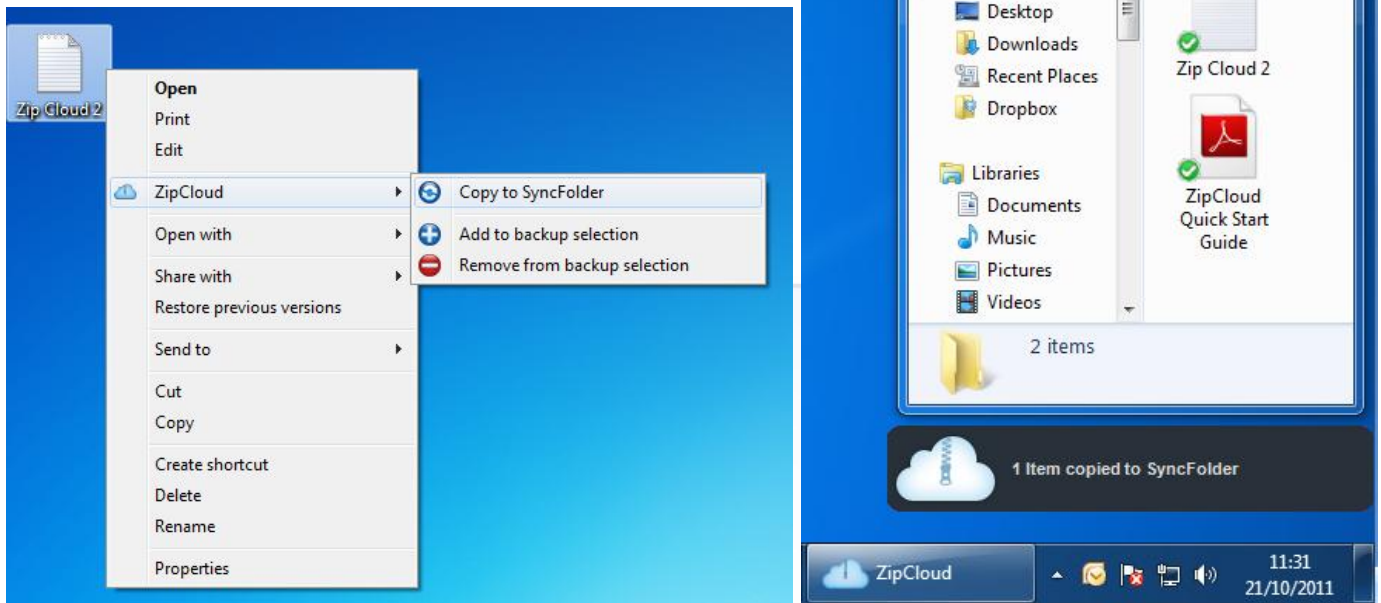 Zip Cloud 2
Open
Print
Edit
ZipCloud
Open with
Share with
Restore previous versions
Send to
Cut
Copy
Create shortcut
Delete
Rename
Properties
Copy to SyncFolder
Add to backup selection
Remove from backup selection
Desktop
Downloads
Recent Places
Dropbox
Libraries
Documents
Music
Pictures
Videos
Zip Cloud 2
ZipCloud
Quick Start
Guide
2 items
1 Item copied to SyncFolder
ZipCloud
11:31
21/10/2011